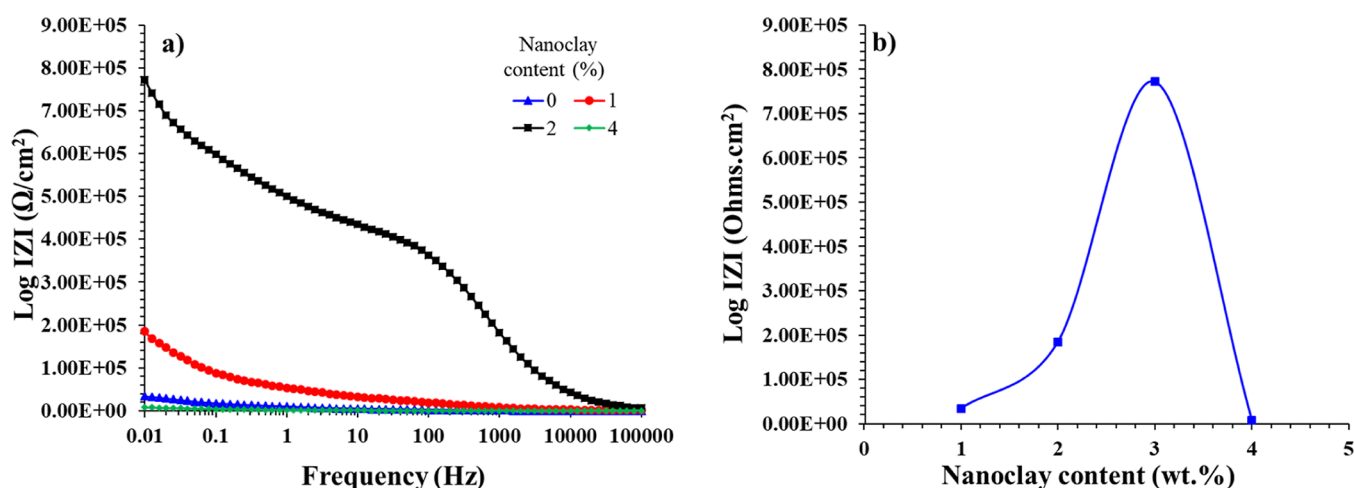 a)
Nanoclay
content (%)
0 1
2 4
9.00E+05
8.00E+05
7.00E+05
6.00E+05
5.00E+05
4.00E+05
3.00E+05
2.00E+05
1.00E+05
0.00E+00
Log IZI (Ω/cm²)
0.01 0.1 1 10 100 1000 10000 100000
Frequency (Hz)
b)
9.00E+05
8.00E+05
7.00E+05
6.00E+05
5.00E+05
4.00E+05
3.00E+05
2.00E+05
1.00E+05
0.00E+00
Log IZI (Ohms.cm²)
0 1 2 3 4 5
Nanoclay content (wt.%)